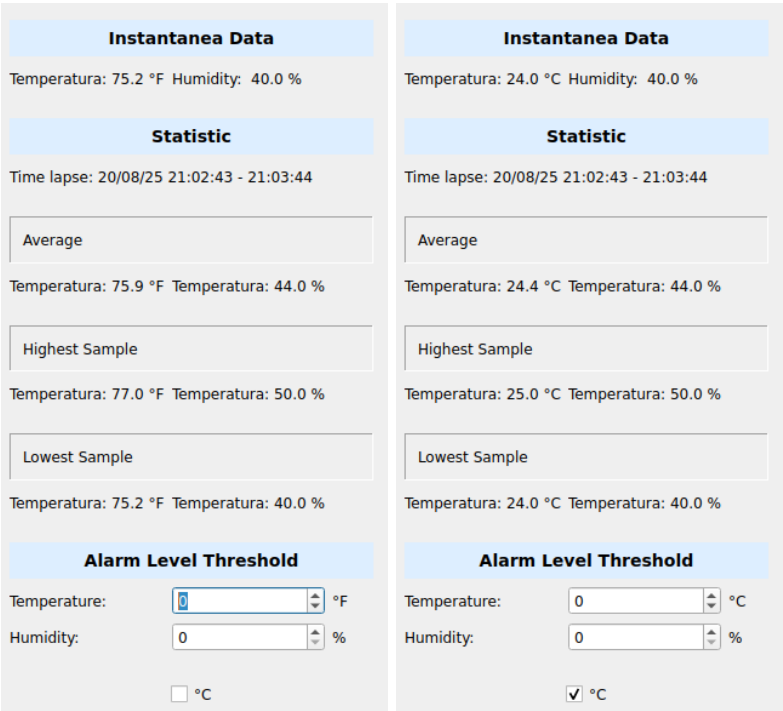 Instantanea Data
Temperatura: 75.2 °F Humidity: 40.0 %
Statistic
Time lapse: 20/08/25 21:02:43 - 21:03:44
Average
Temperatura: 75.9 °F Temperatura: 44.0 %
Highest Sample
Temperatura: 77.0 °F Temperatura: 50.0 %
Lowest Sample
Temperatura: 75.2 °F Temperatura: 40.0 %
Alarm Level Threshold
Temperature: 0 °F
Humidity: 0 %
°C
Instantanea Data
Temperatura: 24.0 °C Humidity: 40.0 %
Statistic
Time lapse: 20/08/25 21:02:43 - 21:03:44
Average
Temperatura: 24.4 °C Temperatura: 44.0 %
Highest Sample
Temperatura: 25.0 °C Temperatura: 50.0 %
Lowest Sample
Temperatura: 24.0 °C Temperatura: 40.0 %
Alarm Level Threshold
Temperature: 0 °C
Humidity: 0 %
°C